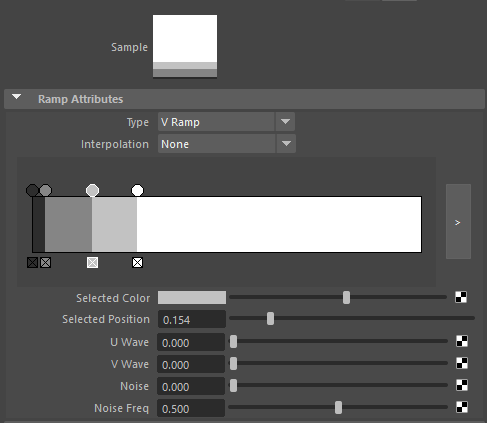 Sample
Ramp Attributes
Type V Ramp
Interpolation None
>
Selected Color
Selected Position 0.154
U Wave 0.000
V Wave 0.000
Noise 0.000
Noise Freq 0.500